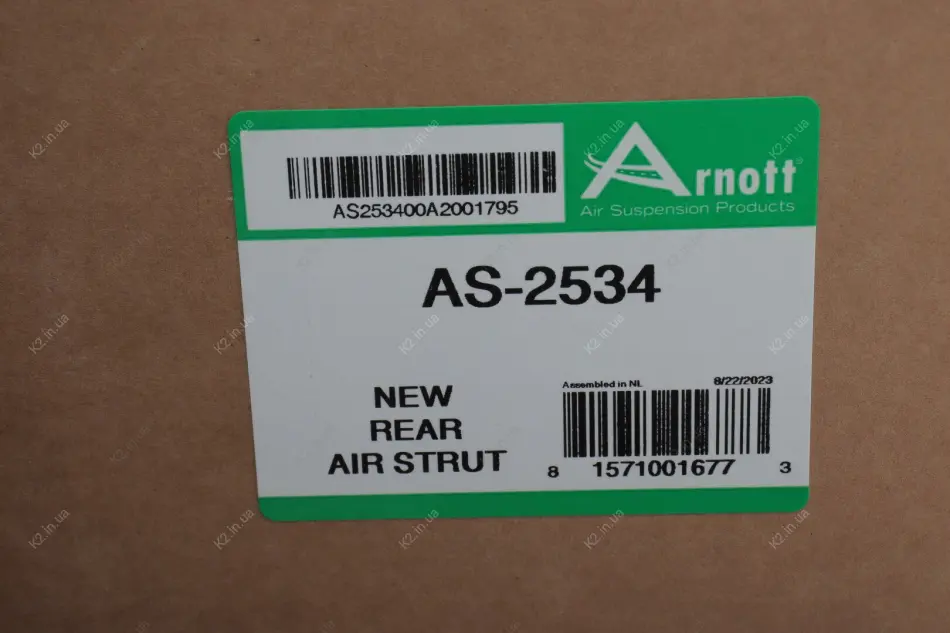 AS253400A2001795
Arnott®
Air Suspension Products
AS-2534
NEW
REAR
AIR STRUT
Assembled in NL
8/22/2023
8 1571001677 3
K2.in.ua